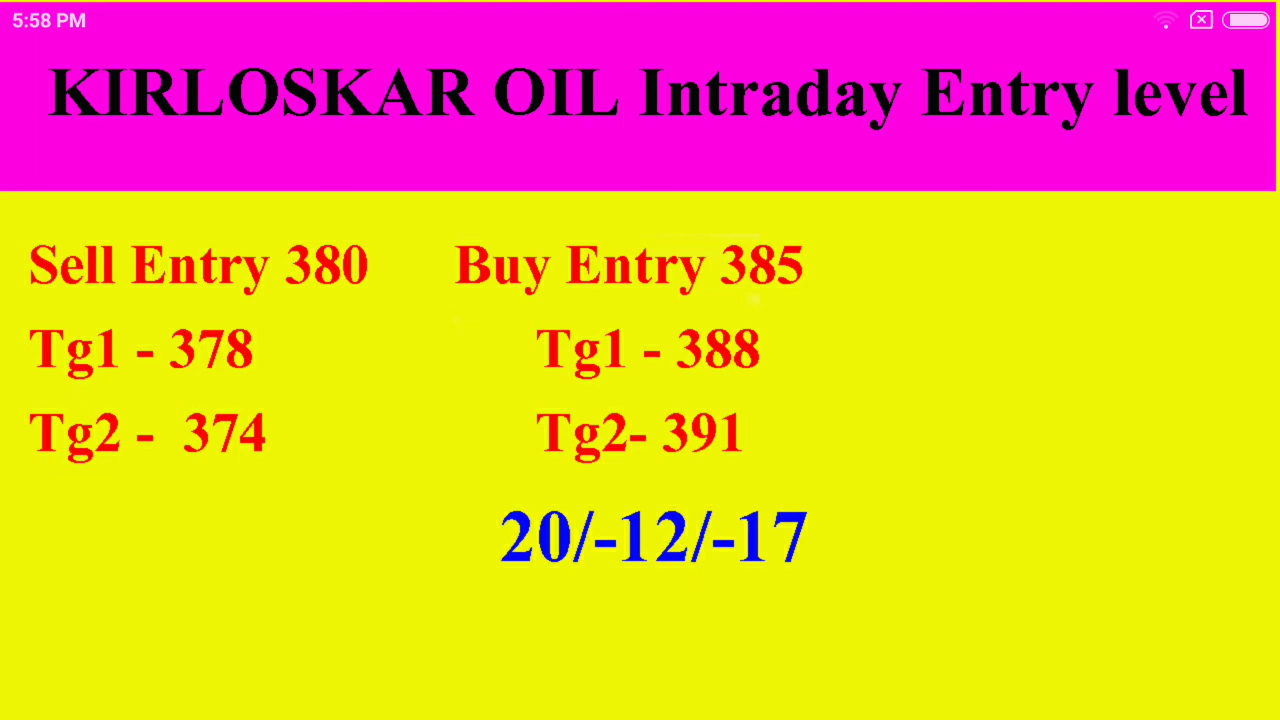 5:58 PM
KIRLOSKAR OIL Intraday Entry level
Sell Entry 380 Buy Entry 385
Tg1 - 378 Tg1 - 388
Tg2 - 374 Tg2- 391
20/-12/-17